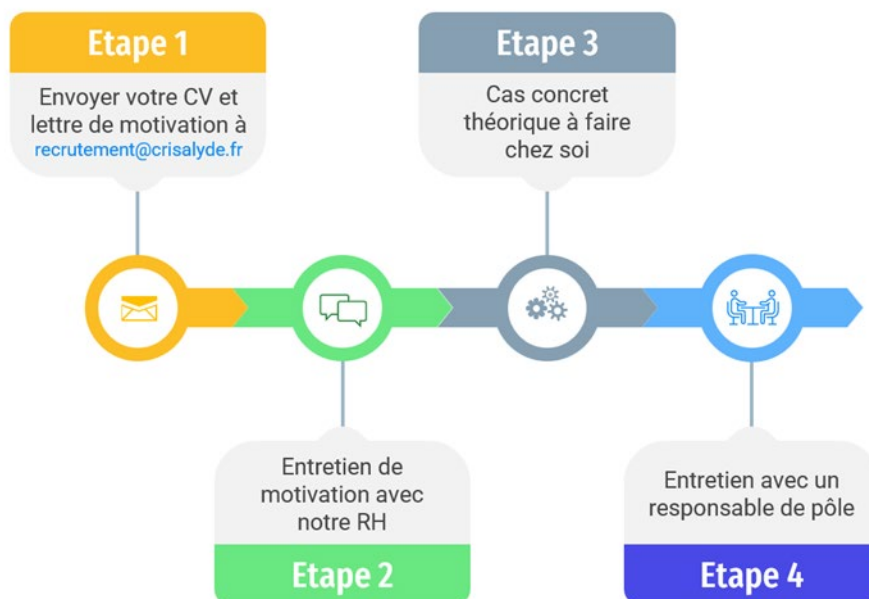 Etape 1
Envoyer votre CV et
lettre de motivation à
recrutement@crisalyde.fr
Entretien de
motivation avec
notre RH
Etape 2
Etape 3
Cas concret
théorique à faire
chez soi
Entretien avec un
responsable de pôle
Etape 4